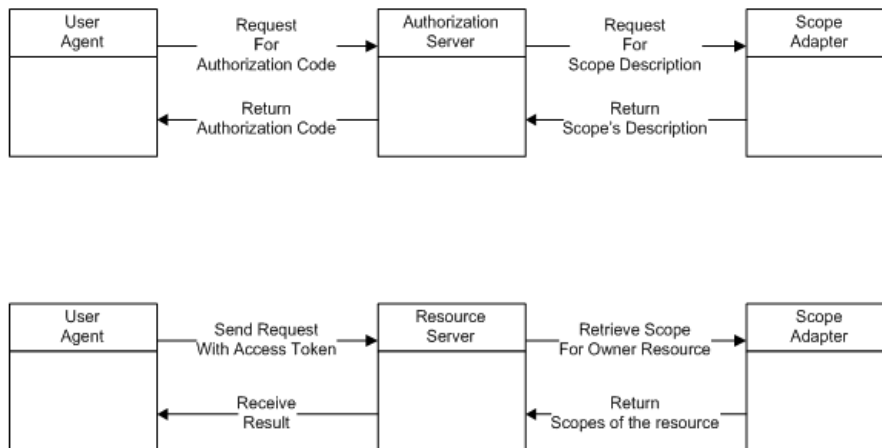 User
Agent
Request
For
Authorization Code
Authorization
Server
Request
For
Scope Description
Scope
Adapter
Return
Authorization Code
Return
Scope's Description
User
Agent
Send Request
With Access Token
Resource
Server
Retrieve Scope
For Owner Resource
Scope
Adapter
Receive
Result
Return
Scopes of the resource